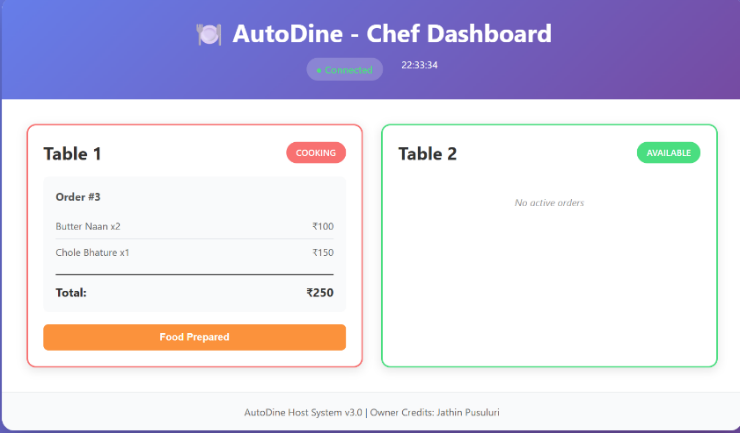 🍽️ AutoDine - Chef Dashboard
● Connected 22:33:34
Table 1 COOKING
Order #3
Butter Naan x2 ₹100
Chole Bhature x1 ₹150
Total: ₹250
Food Prepared
Table 2 AVAILABLE
No active orders
AutoDine Host System v3.0 | Owner Credits: Jathin Pusuluri